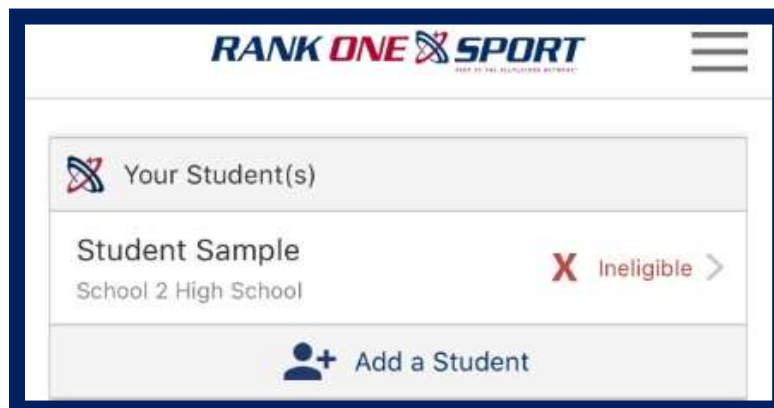 RANK ONE SPORT
Your Student(s)
Student Sample
School 2 High School
X Ineligible
Add a Student